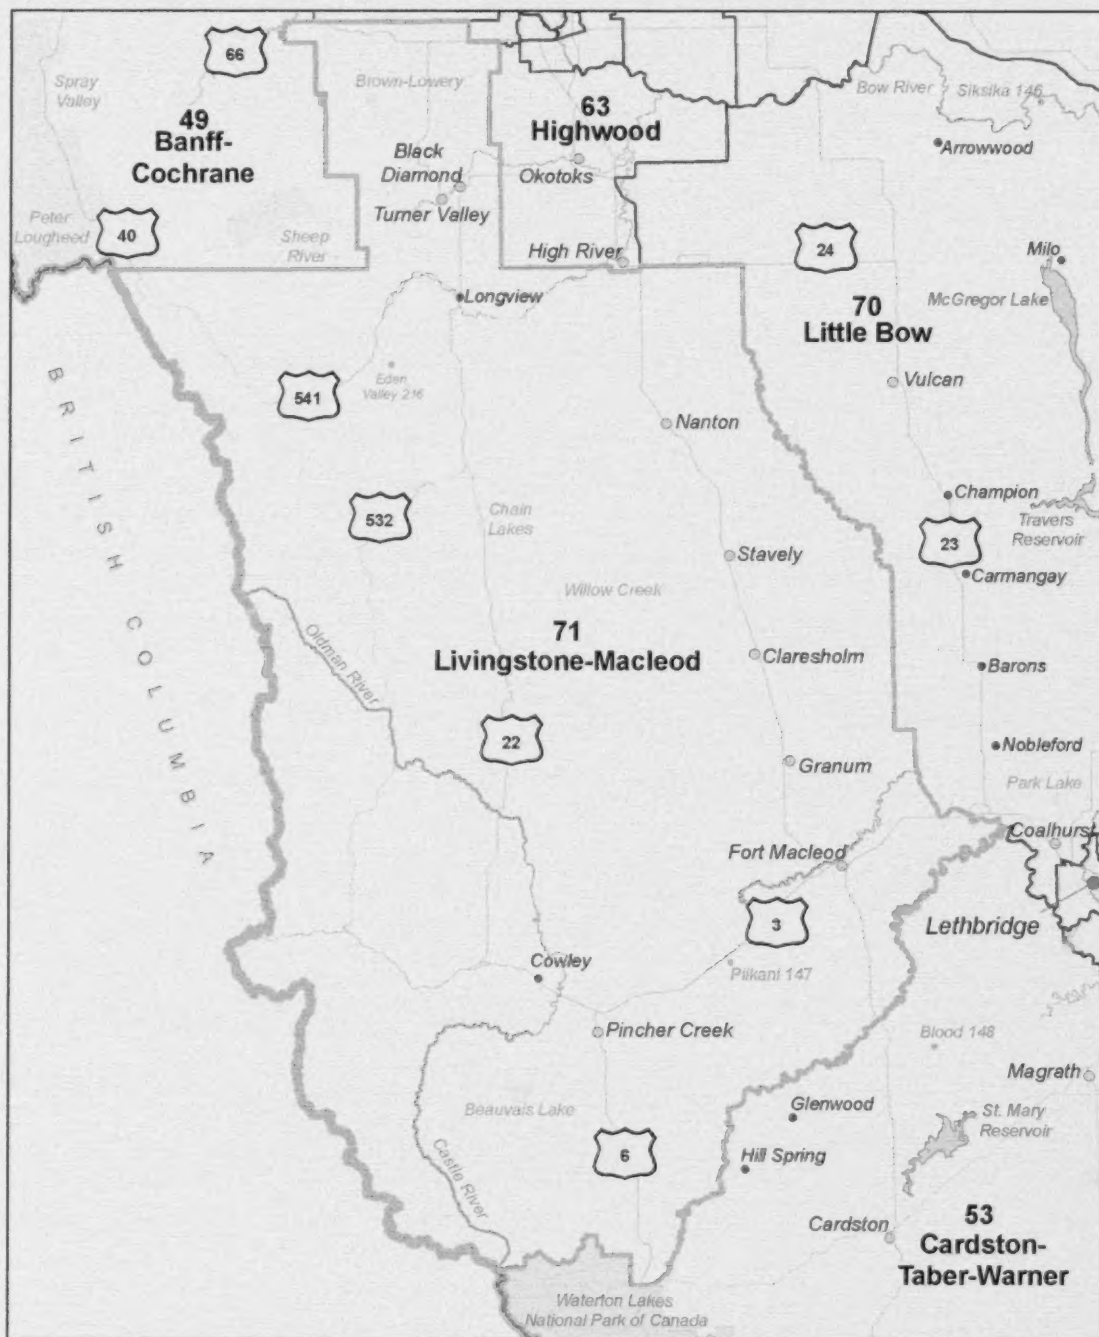 66
Spray
Valley
Brown-Lowery
Bow River
Siksika 146
49
Banff-
Cochrane
63
Highwood
Arrowwood
Black
Diamond
Okotoks
Turner Valley
Peter
Lougheed
40
Sheep
River
High River
24
Milo
Longview
McGregor Lake
70
Little Bow
BRITISH COLUMBIA
Eden
Valley 216
541
Vulcan
Nanton
532
Chain
Lakes
Champion
Travers
Reservoir
23
Stavely
Carmangay
Willow Creek
71
Livingstone-Macleod
Oldman River
Claresholm
Barons
22
Granum
Nobleford
Park Lake
Coalhurst
Fort Macleod
3
Lethbridge
Cowley
Piikani 147
Pincher Creek
Blood 148
Magrath
Beauvais Lake
Glenwood
St. Mary
Reservoir
Castle River
6
Hill Spring
Cardston
53
Cardston-
Taber-Warner
Waterton Lakes
National Park of Canada